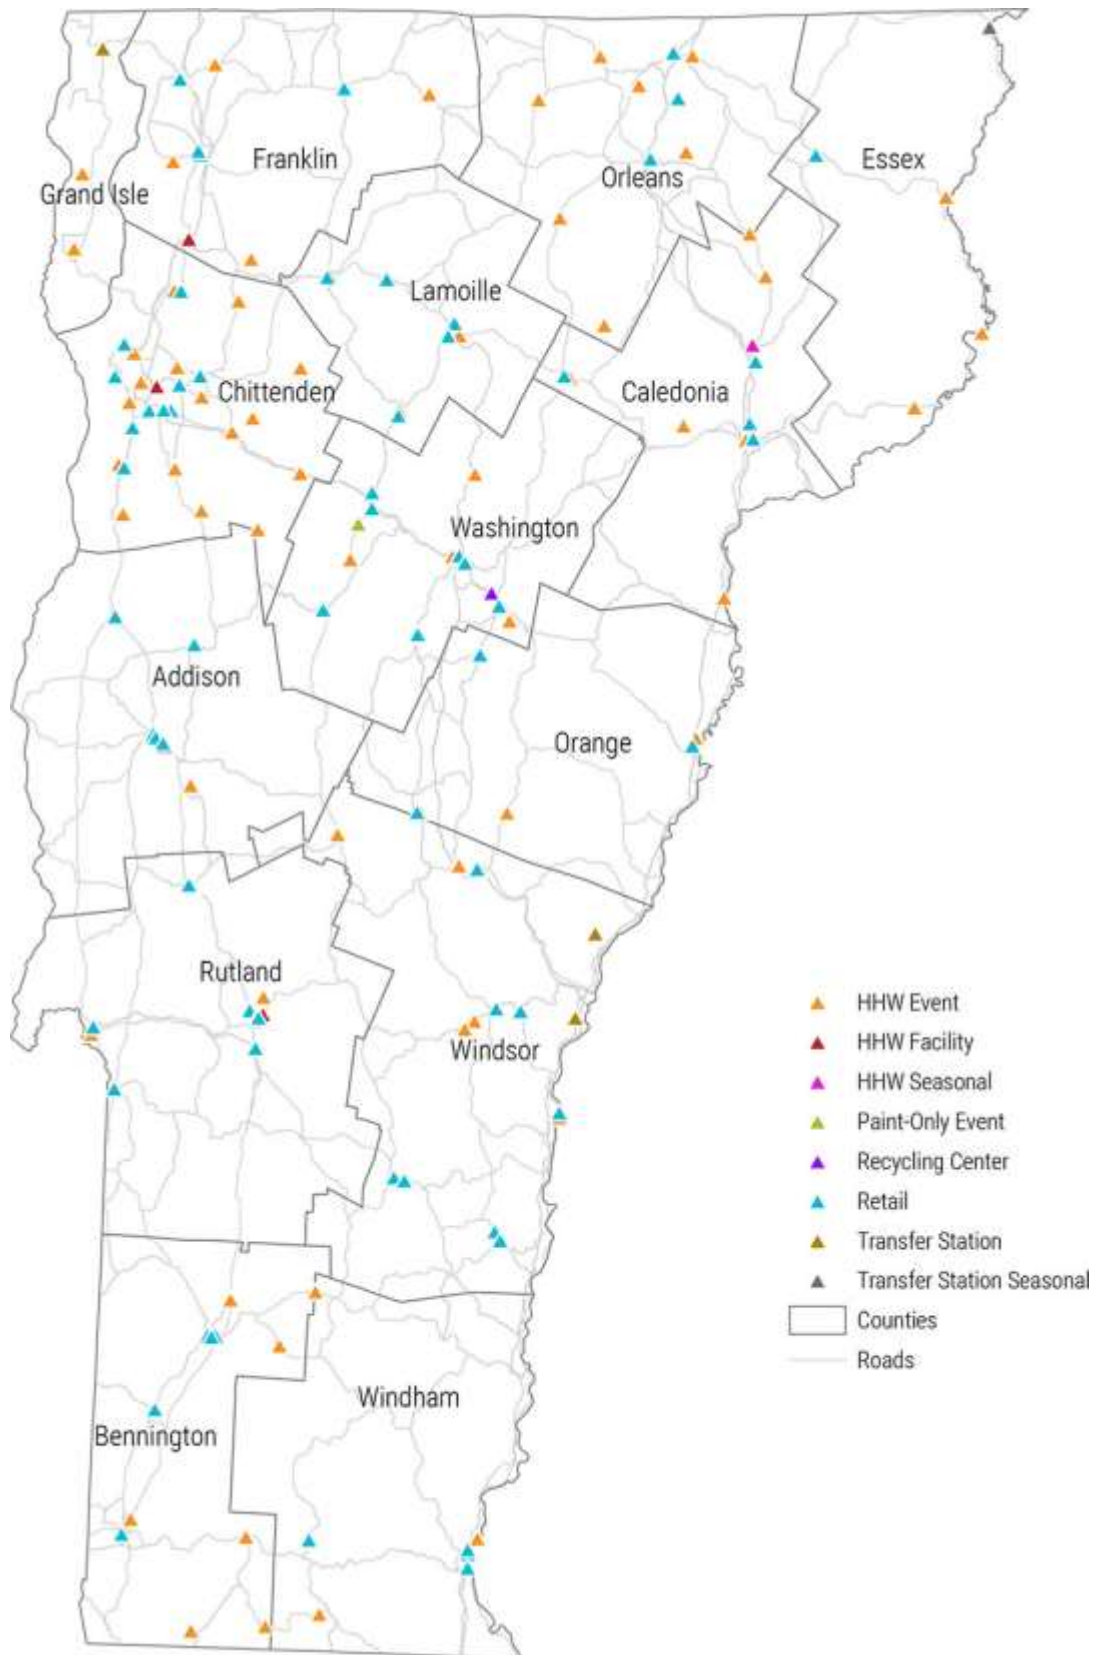 Franklin
Essex
Orleans
Grand Isle
Lamoille
Chittenden
Caledonia
Washington
Addison
Orange
Rutland
Windsor
Windham
Bennington
HHW Event
HHW Facility
HHW Seasonal
Paint-Only Event
Recycling Center
Retail
Transfer Station
Transfer Station Seasonal
Counties
Roads